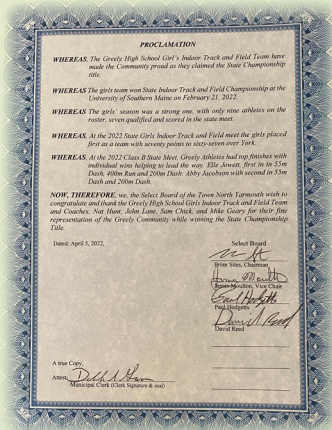 PROCLAMATION
WHEREAS, The Greely High School Girl's Indoor Track and Field Team have
made the Community proud as they claimed the State Championship
title.
WHEREAS The girls team won State Indoor Track and Field Championship at the
University of Southern Maine on February 21, 2022.
WHEREAS The girls' season was a strong one, with only nine athletes on the
roster, seven qualified and scored in the state meet.
WHEREAS, At the 2022 State Girls Indoor Track and Field meet the girls placed
first as a team with seventy points to sixty-seven over York.
WHEREAS, At the 2022 Class B State Meet, Greely Athletes had top finishes with
individual wins helping to lead the way. Elle Jowett, first in in 55m
Dash, 400m Run and 200m Dash: Abby Jacobson with second in 55m
Dash and 200m Dash.
NOW, THEREFORE, we, the Select Board of the Town North Yarmouth wish to
congratulate and thank the Greely High School Girls Indoor Track and Field Team
and Coaches, Nat Hunt, John Lane, Sam Chick, and Mike Geary for their fine
representation of the Greely Community while winning the State Championship
Title.
Dated: April 5, 2022,
Select Board
Brian Sites, Chairman
James Moulton, Vice Chair
Paul Hodgetts
David Reed
A true Copy,
Attest:
Municipal Clerk (Clerk Signature & seal)